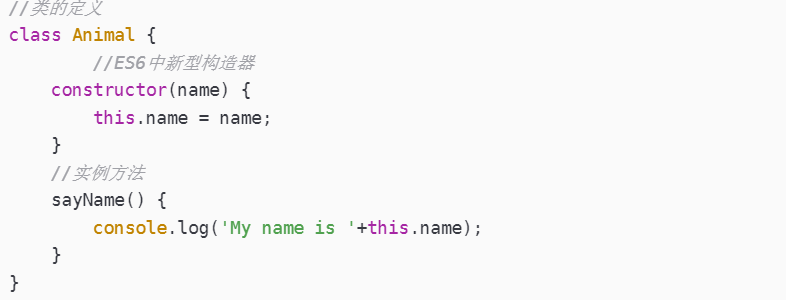 //类的定义
class Animal {
        //ES6中新型构造器
    constructor(name) {
        this.name = name;
    }
    //实例方法
    sayName() {
        console.log('My name is '+this.name);
    }
}